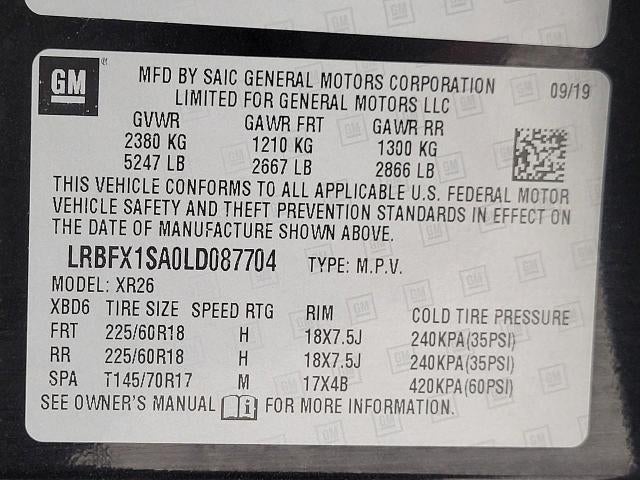 GM
MFD BY SAIC GENERAL MOTORS CORPORATION 09/19
LIMITED FOR GENERAL MOTORS LLC
GVWR GAWR FRT GAWR RR
2380 KG 1210 KG 1300 KG
5247 LB 2667 LB 2866 LB
THIS VEHICLE CONFORMS TO ALL APPLICABLE U.S. FEDERAL MOTOR
VEHICLE SAFETY AND THEFT PREVENTION STANDARDS IN EFFECT ON
THE DATE OF MANUFACTURE SHOWN ABOVE.
LRBFX1SA0LD087704 TYPE: M.P.V.
MODEL: XR26
XBD6 TIRE SIZE SPEED RTG RIM COLD TIRE PRESSURE
FRT 225/60R18 H 18X7.5J 240KPA(35PSI)
RR 225/60R18 H 18X7.5J 240KPA(35PSI)
SPA T145/70R17 M 17X4B 420KPA(60PSI)
SEE OWNER'S MANUAL FOR MORE INFORMATION.